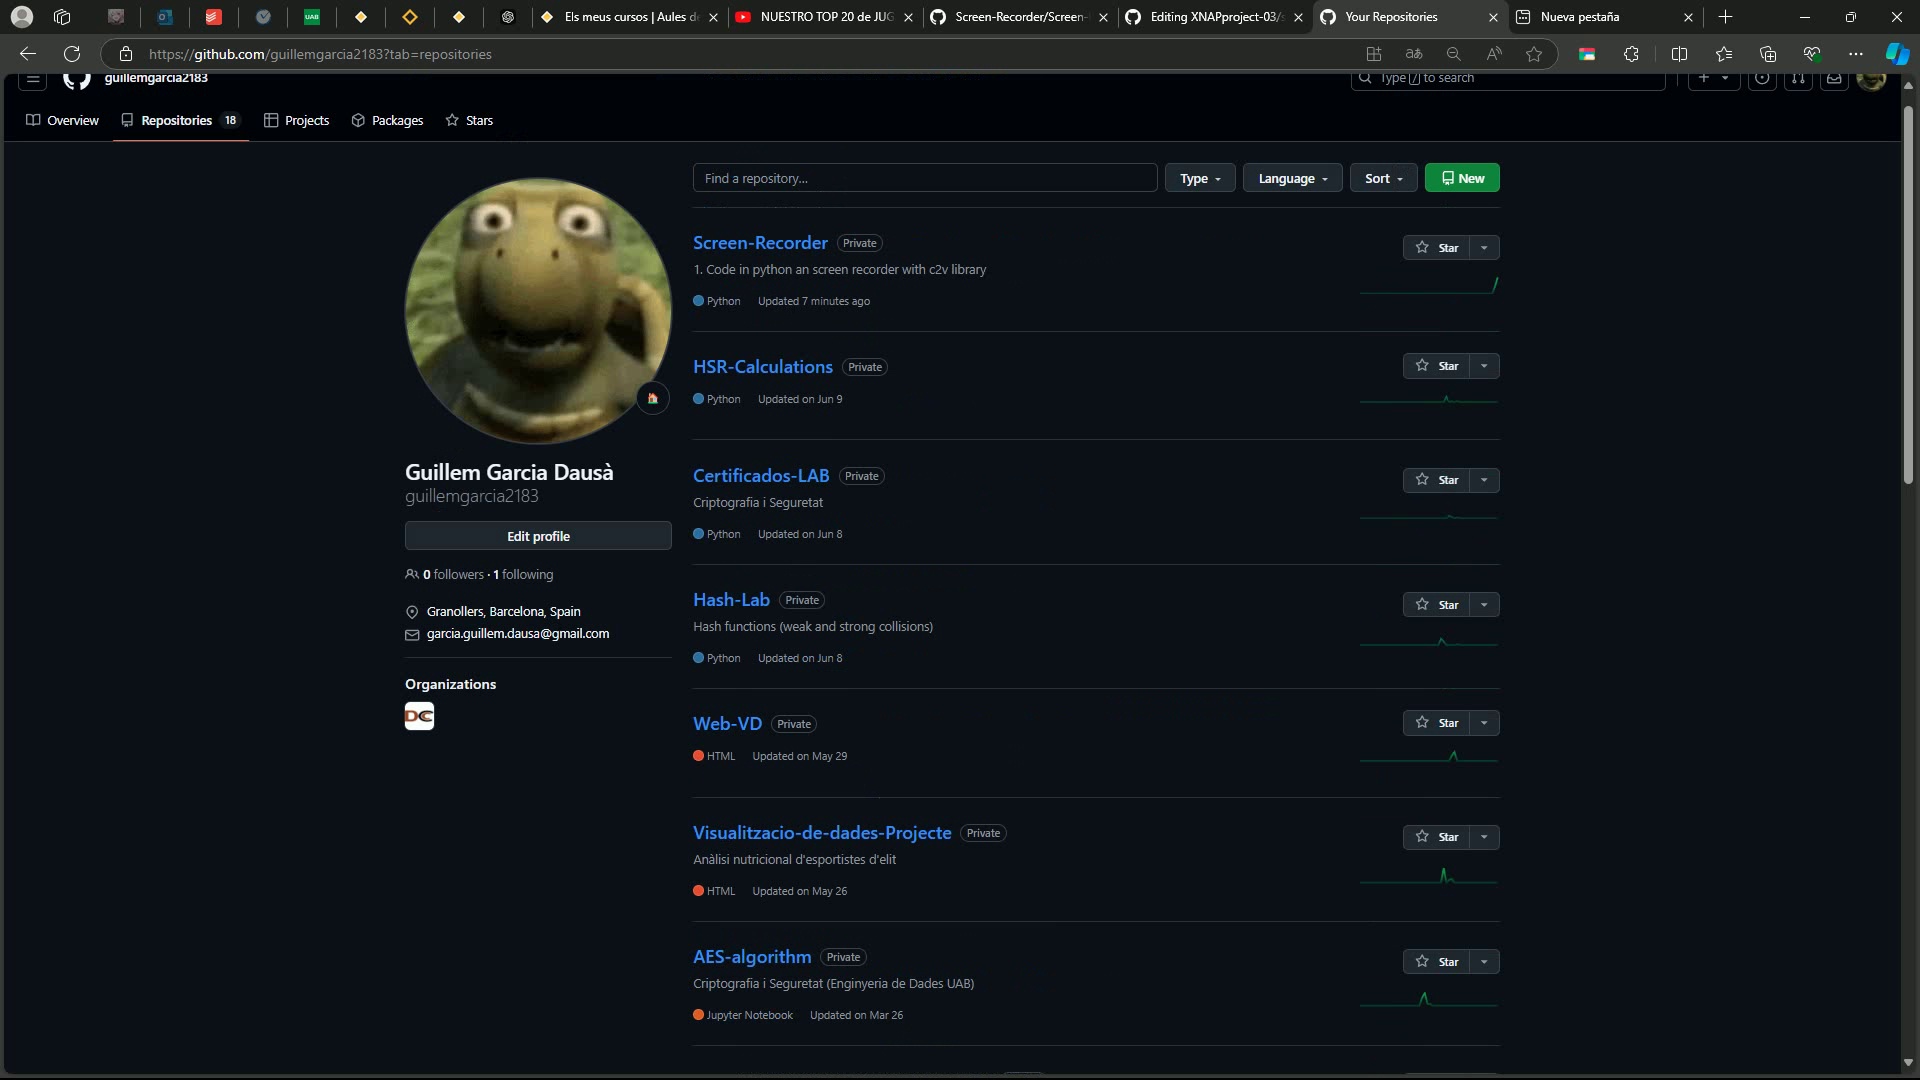 UAB
Els meus cursos | Aules d
NUESTRO TOP 20 de JUG
Screen-Recorder/Screen-
Editing XNAPproject-03/s
Your Repositories
Nueva pestaña
https://github.com/guillemgarcia2183?tab=repositories
guillemgarcia2183
Type / to search
Overview
Repositories 18
Projects
Packages
Stars
Find a repository...
Type
Language
Sort
New
Screen-Recorder Private
Star
1. Code in python an screen recorder with c2v library
Python Updated 7 minutes ago
HSR-Calculations Private
Star
Python Updated on Jun 9
Guillem Garcia Dausà
guillemgarcia2183
Edit profile
0 followers · 1 following
Granollers, Barcelona, Spain
garcia.guillem.dausa@gmail.com
Organizations
DC
Certificados-LAB Private
Star
Criptografia i Seguretat
Python Updated on Jun 8
Hash-Lab Private
Star
Hash functions (weak and strong collisions)
Python Updated on Jun 8
Web-VD Private
Star
HTML Updated on May 29
Visualitzacio-de-dades-Projecte Private
Star
Anàlisi nutricional d'esportistes d'elit
HTML Updated on May 26
AES-algorithm Private
Star
Criptografia i Seguretat (Enginyeria de Dades UAB)
Jupyter Notebook Updated on Mar 26